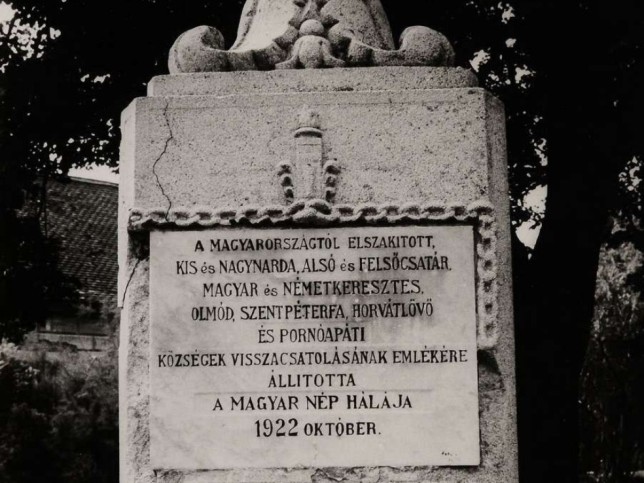 A MAGYARORSZÁGTÓL ELSZAKITOTT,
KIS és NAGYNARDA, ALSÓ és FELSŐCSATÁR,
MAGYAR és NÉMETKERESZTES,
OLMÓD, SZENTPÉTERFA, HORVÁTLÖVŐ
ÉS PORNÓAPÁTI
KÖZSÉGEK VISSZACSATOLÁSÁNAK EMLÉKÉRE
ÁLLITOTTA
A MAGYAR NÉP HÁLÁJA
1922 OKTÓBER.